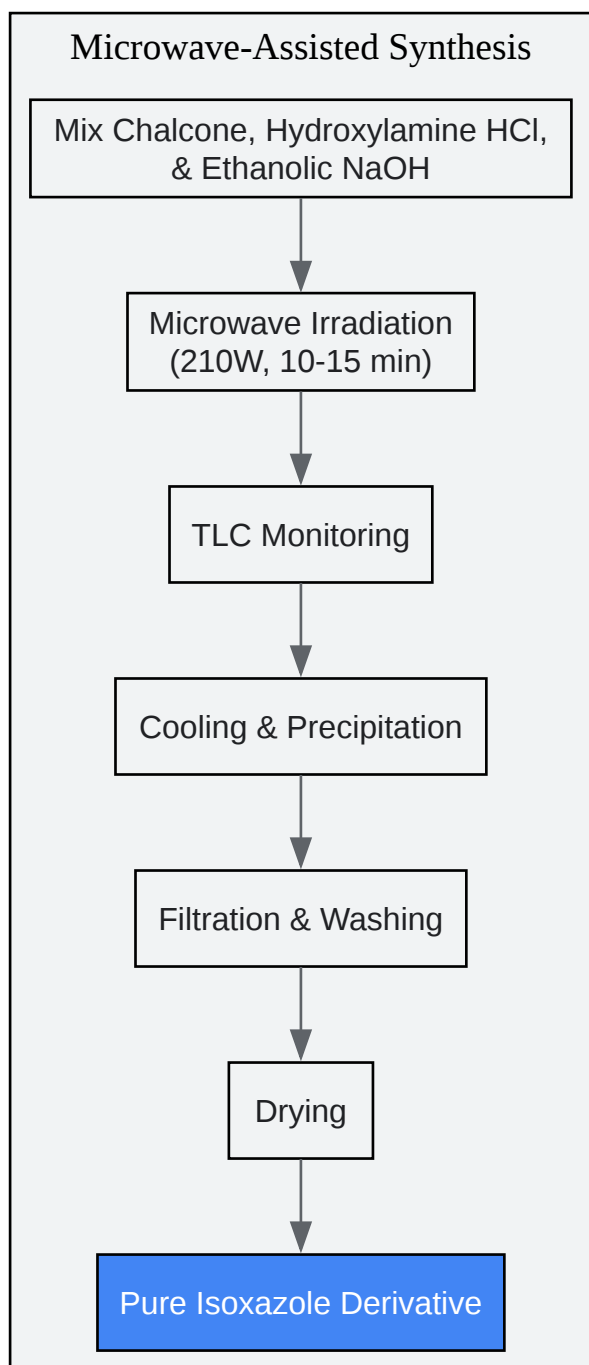 Microwave-Assisted Synthesis
Mix Chalcone, Hydroxylamine HCl,
& Ethanolic NaOH
Microwave Irradiation
(210W, 10-15 min)
TLC Monitoring
Cooling & Precipitation
Filtration & Washing
Drying
Pure Isoxazole Derivative